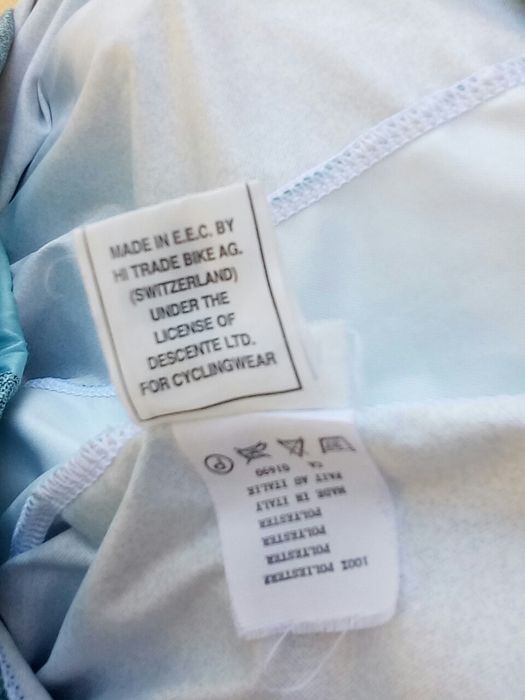 MADE IN E.E.C. BY
HI TRADE BIKE AG.
(SWITZERLAND)
UNDER THE
LICENSE OF
DESCENTE LTD.
FOR CYCLINGWEAR
100% POLIESTERE
POLYESTER
POLYESTER
POLYESTER
MADE IN ITALY
FAIT ITALIE
CA 01690
P